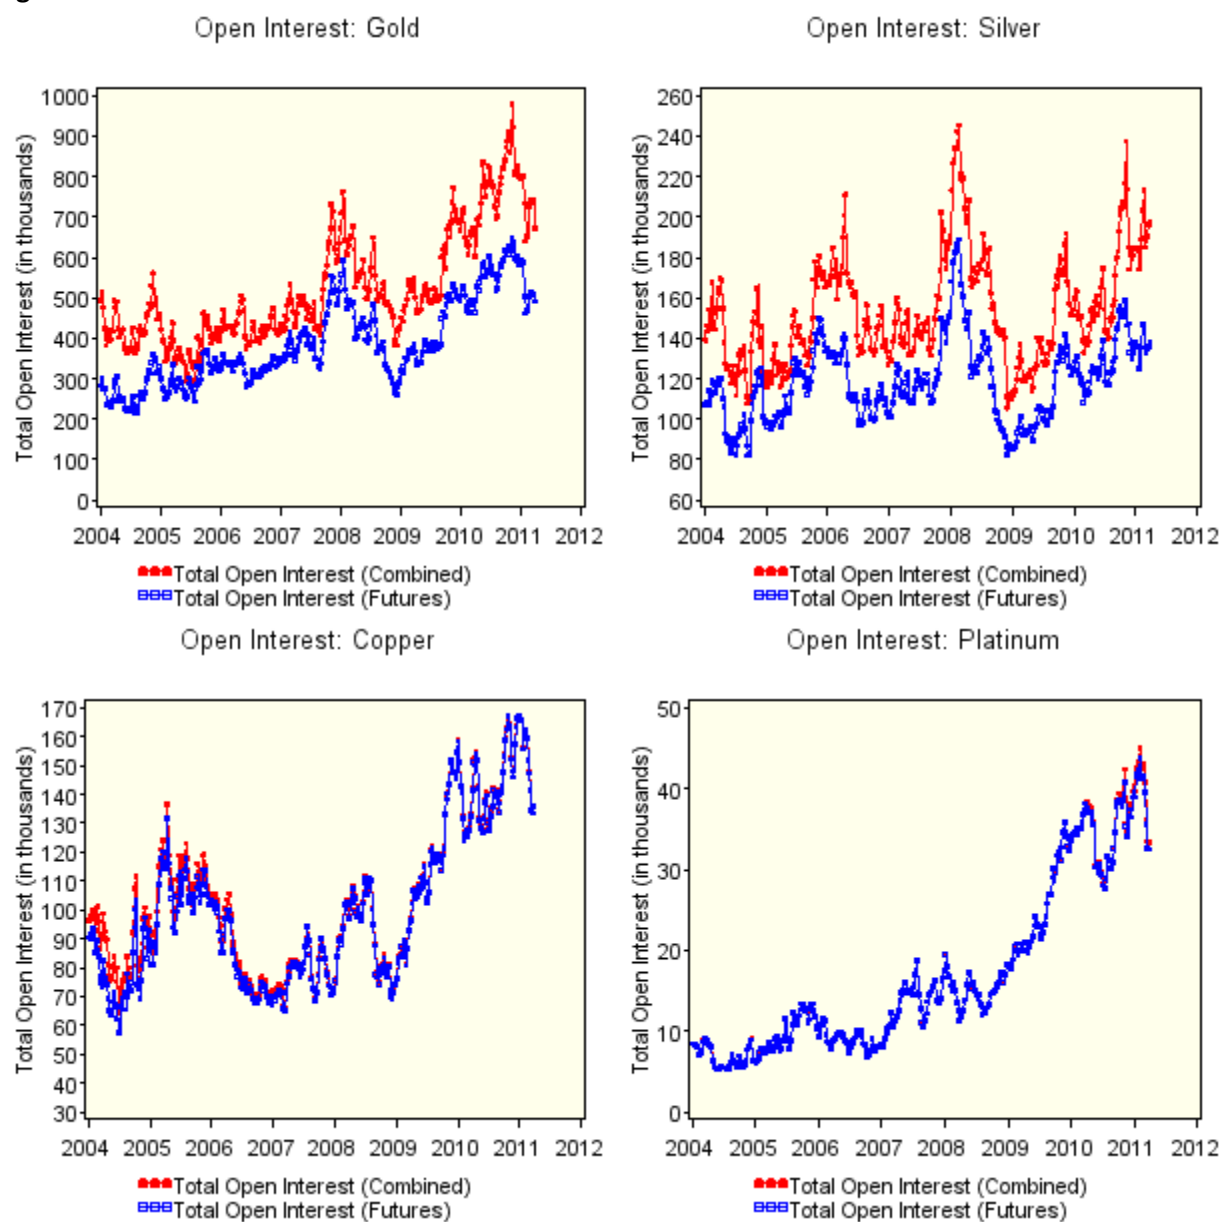 Open Interest: Gold
Total Open Interest (in thousands)
1000
900
800
700
600
500
400
300
200
100
0
2004 2005 2006 2007 2008 2009 2010 2011 2012
Total Open Interest (Combined)
Total Open Interest (Futures)
Open Interest: Silver
Total Open Interest (in thousands)
260
240
220
200
180
160
140
120
100
80
60
2004 2005 2006 2007 2008 2009 2010 2011 2012
Total Open Interest (Combined)
Total Open Interest (Futures)
Open Interest: Copper
Total Open Interest (in thousands)
170
160
150
140
130
120
110
100
90
80
70
60
50
40
30
2004 2005 2006 2007 2008 2009 2010 2011 2012
Total Open Interest (Combined)
Total Open Interest (Futures)
Open Interest: Platinum
Total Open Interest (in thousands)
50
40
30
20
10
0
2004 2005 2006 2007 2008 2009 2010 2011 2012
Total Open Interest (Combined)
Total Open Interest (Futures)